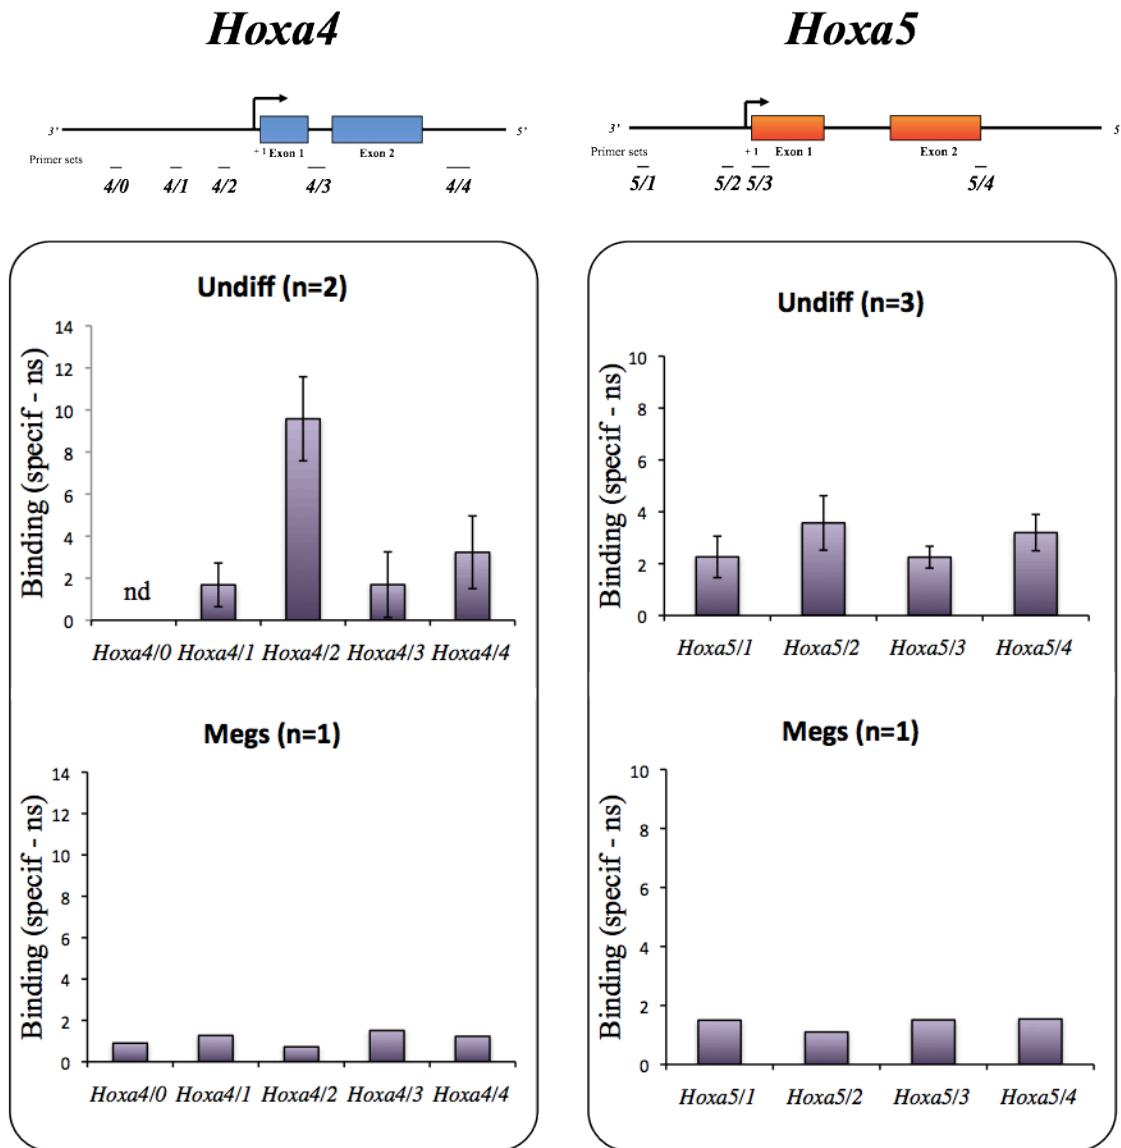 Hoxa4
3' 5'
+1 Exon 1 Exon 2
Primer sets
4/0 4/1 4/2 4/3 4/4
Hoxa5
3' 5
+1 Exon 1 Exon 2
Primer sets
5/1 5/2 5/3 5/4
Undiff (n=2)
Binding (specif - ns)
14
12
10
8
6
4
2
0
nd
Hoxa4/0 Hoxa4/1 Hoxa4/2 Hoxa4/3 Hoxa4/4
Megs (n=1)
Binding (specif - ns)
14
12
10
8
6
4
2
0
Hoxa4/0 Hoxa4/1 Hoxa4/2 Hoxa4/3 Hoxa4/4
Undiff (n=3)
Binding (specif - ns)
10
8
6
4
2
0
Hoxa5/1 Hoxa5/2 Hoxa5/3 Hoxa5/4
Megs (n=1)
Binding (specif - ns)
10
8
6
4
2
0
Hoxa5/1 Hoxa5/2 Hoxa5/3 Hoxa5/4